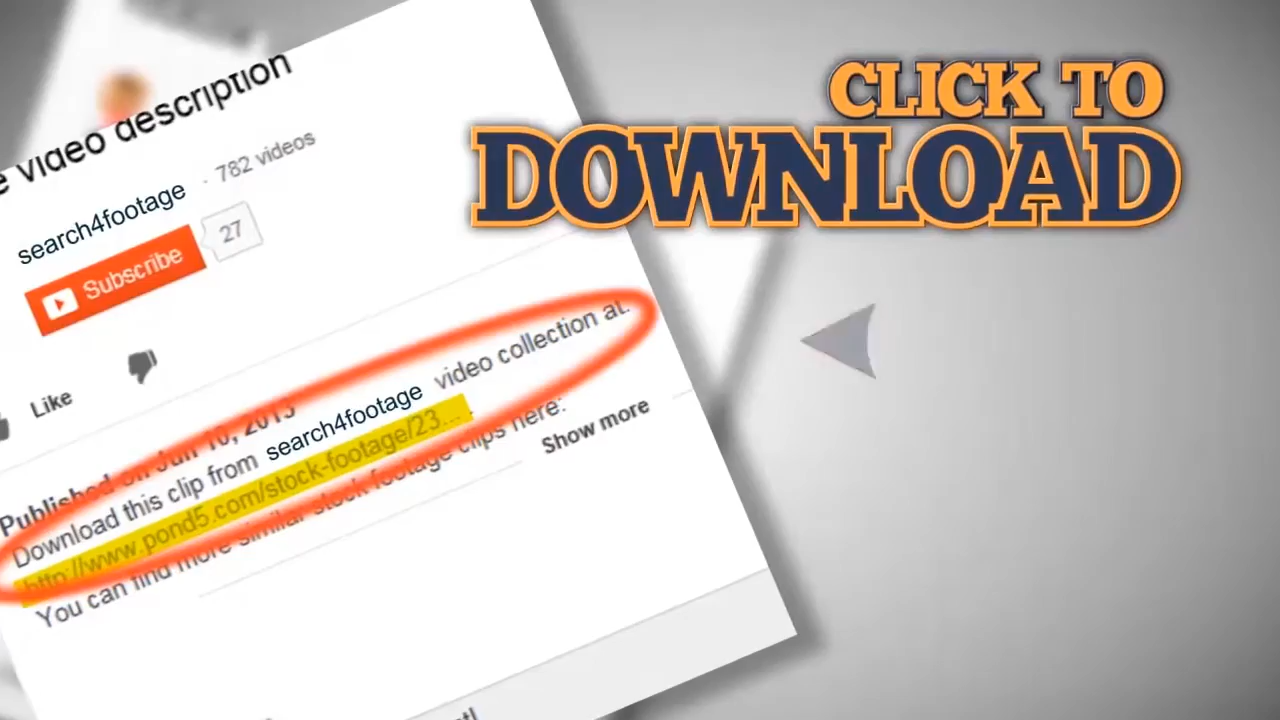 CLICK TO
DOWNLOAD
e video description
search4footage · 782 videos
Subscribe 27
Like
Published on Jun 10, 2013
Download this clip from search4footage video collection at:
http://www.pond5.com/stock-footage/23... .
You can find more similar stock footage clips here:
Show more